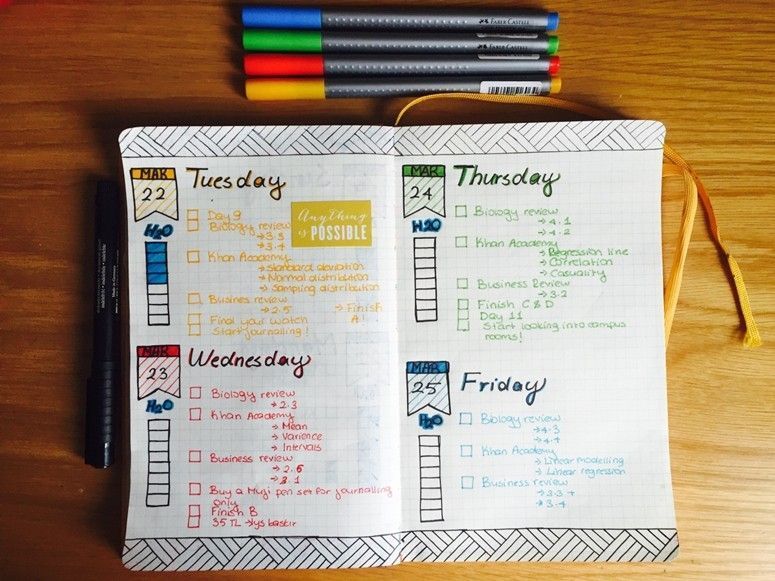 FABER CASTELL
FABER CASTELL
MAR
22
Tuesday
H2O
Day 9
Biology review
→3.3
→3.4
Khan Academy
→Standard deviation
→Normal distribution
→Sampling distribution
Business review
→2.5
→Finish
A!
Find your watch
Start journalling!
Anything
is POSSIBLE
MAR
23
Wednesday
H2O
Biology review
→2.3
Khan Academy
→Mean
→Varience
→Intervals
Business review
→2.6
→3.1
Buy a Muji pen set for journalling
only
Finish B
35 TL →lys bastır
MAR
24
Thursday
H2O
Biology review
→4.1
→4.2
Khan Academy
→Regression line
→Correlation
→Casuality
Business Review
→3.2
Finish C & D
Day 11
Start looking into campus
rooms!
MAR
25
Friday
H2O
Biology review
→4.3
→4.4
Khan Academy
→Linear modelling
→Linear regression
Business review
→3.3 +
→3.4